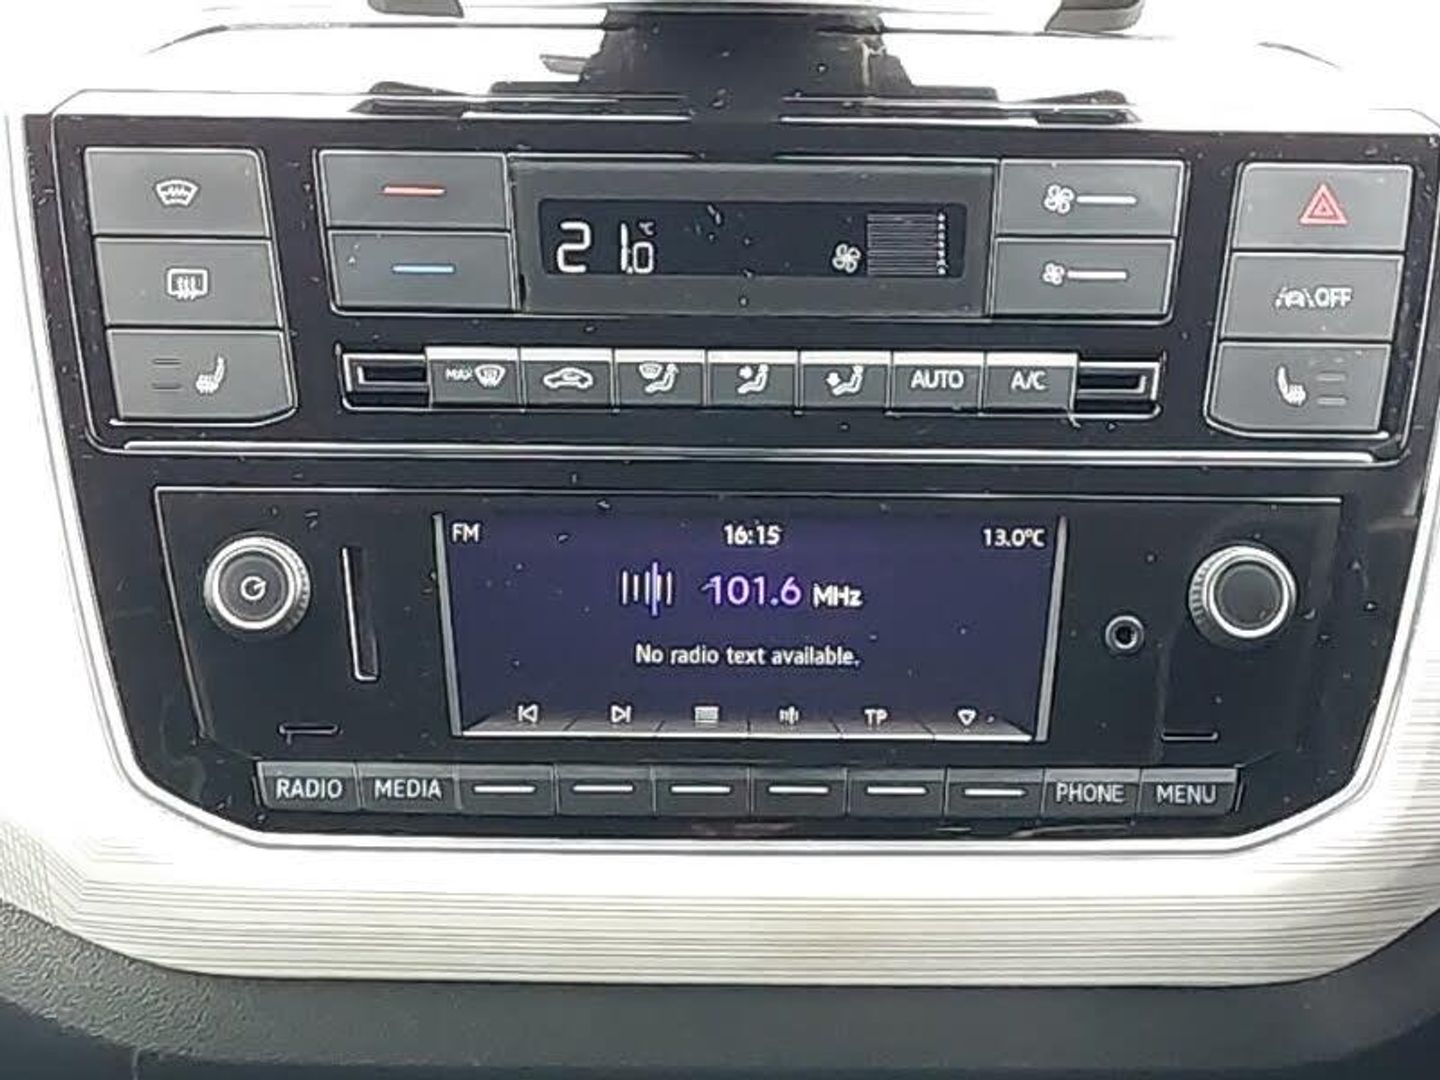 21.0 °C
OFF
MAX
AUTO A/C
FM 16:15 13.0°C
101.6 MHz
No radio text available.
TP
RADIO MEDIA PHONE MENU